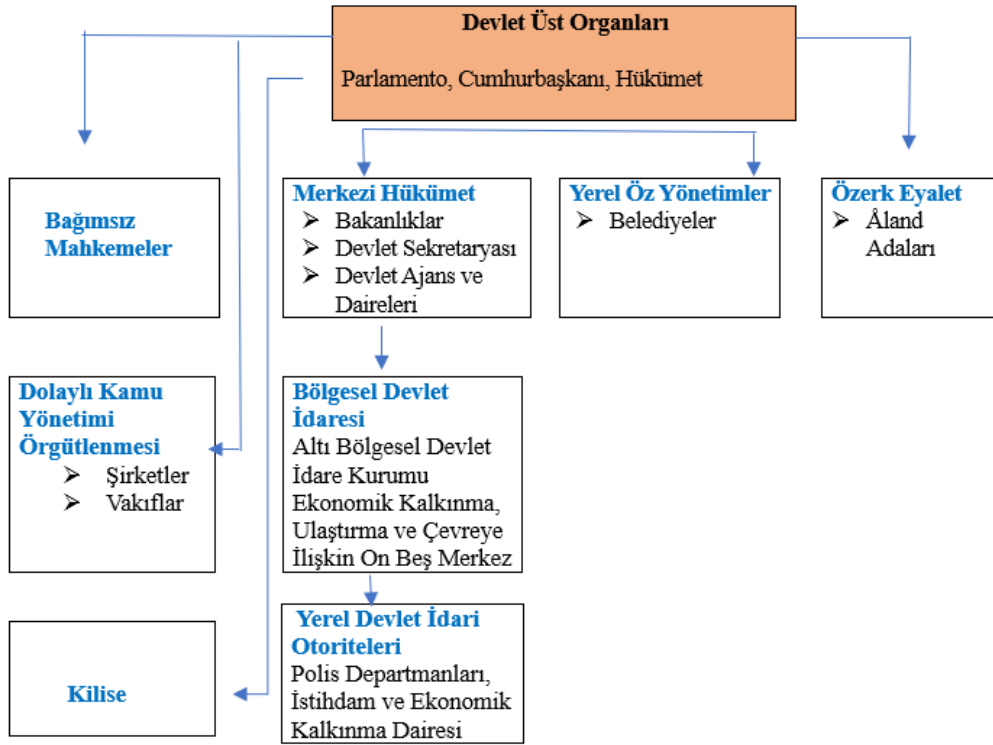 Devlet Üst Organları
Parlamento, Cumhurbaşkanı, Hükümet
Bağımsız
Mahkemeler
Merkezi Hükümet
➢ Bakanlıklar
➢ Devlet Sekretaryası
➢ Devlet Ajans ve
Daireleri
Yerel Öz Yönetimler
➢ Belediyeler
Özerk Eyalet
➢ Åland
Adaları
Dolaylı Kamu
Yönetimi
Örgütlenmesi
➢ Şirketler
➢ Vakıflar
Bölgesel Devlet
İdaresi
Altı Bölgesel Devlet
İdare Kurumu
Ekonomik Kalkınma,
Ulaştırma ve Çevreye
İlişkin On Beş Merkez
Kilise
Yerel Devlet İdari
Otoriteleri
Polis Departmanları,
İstihdam ve Ekonomik
Kalkınma Dairesi